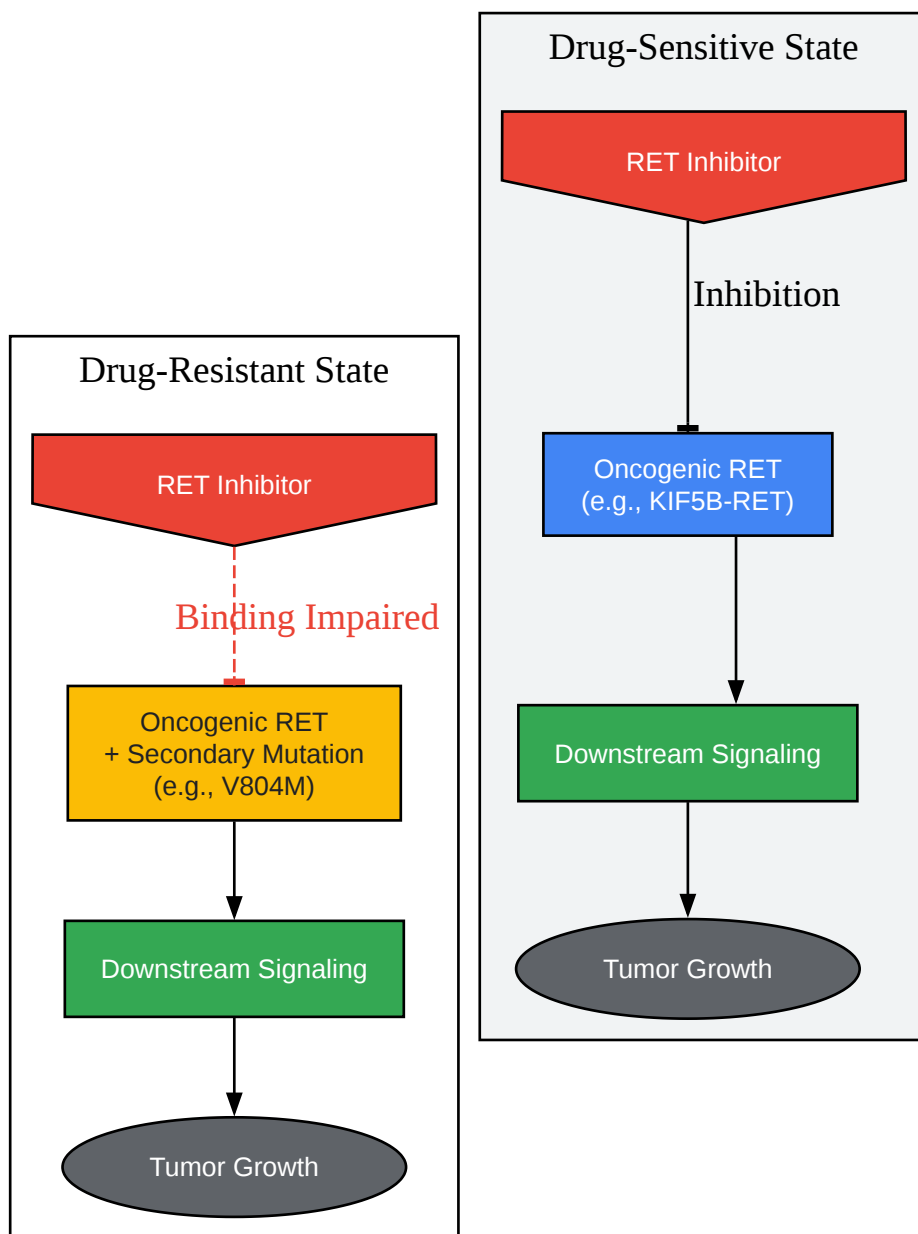 Drug-Sensitive State
RET Inhibitor
Inhibition
Oncogenic RET
(e.g., KIF5B-RET)
Downstream Signaling
Tumor Growth
Drug-Resistant State
RET Inhibitor
Binding Impaired
Oncogenic RET
+ Secondary Mutation
(e.g., V804M)
Downstream Signaling
Tumor Growth